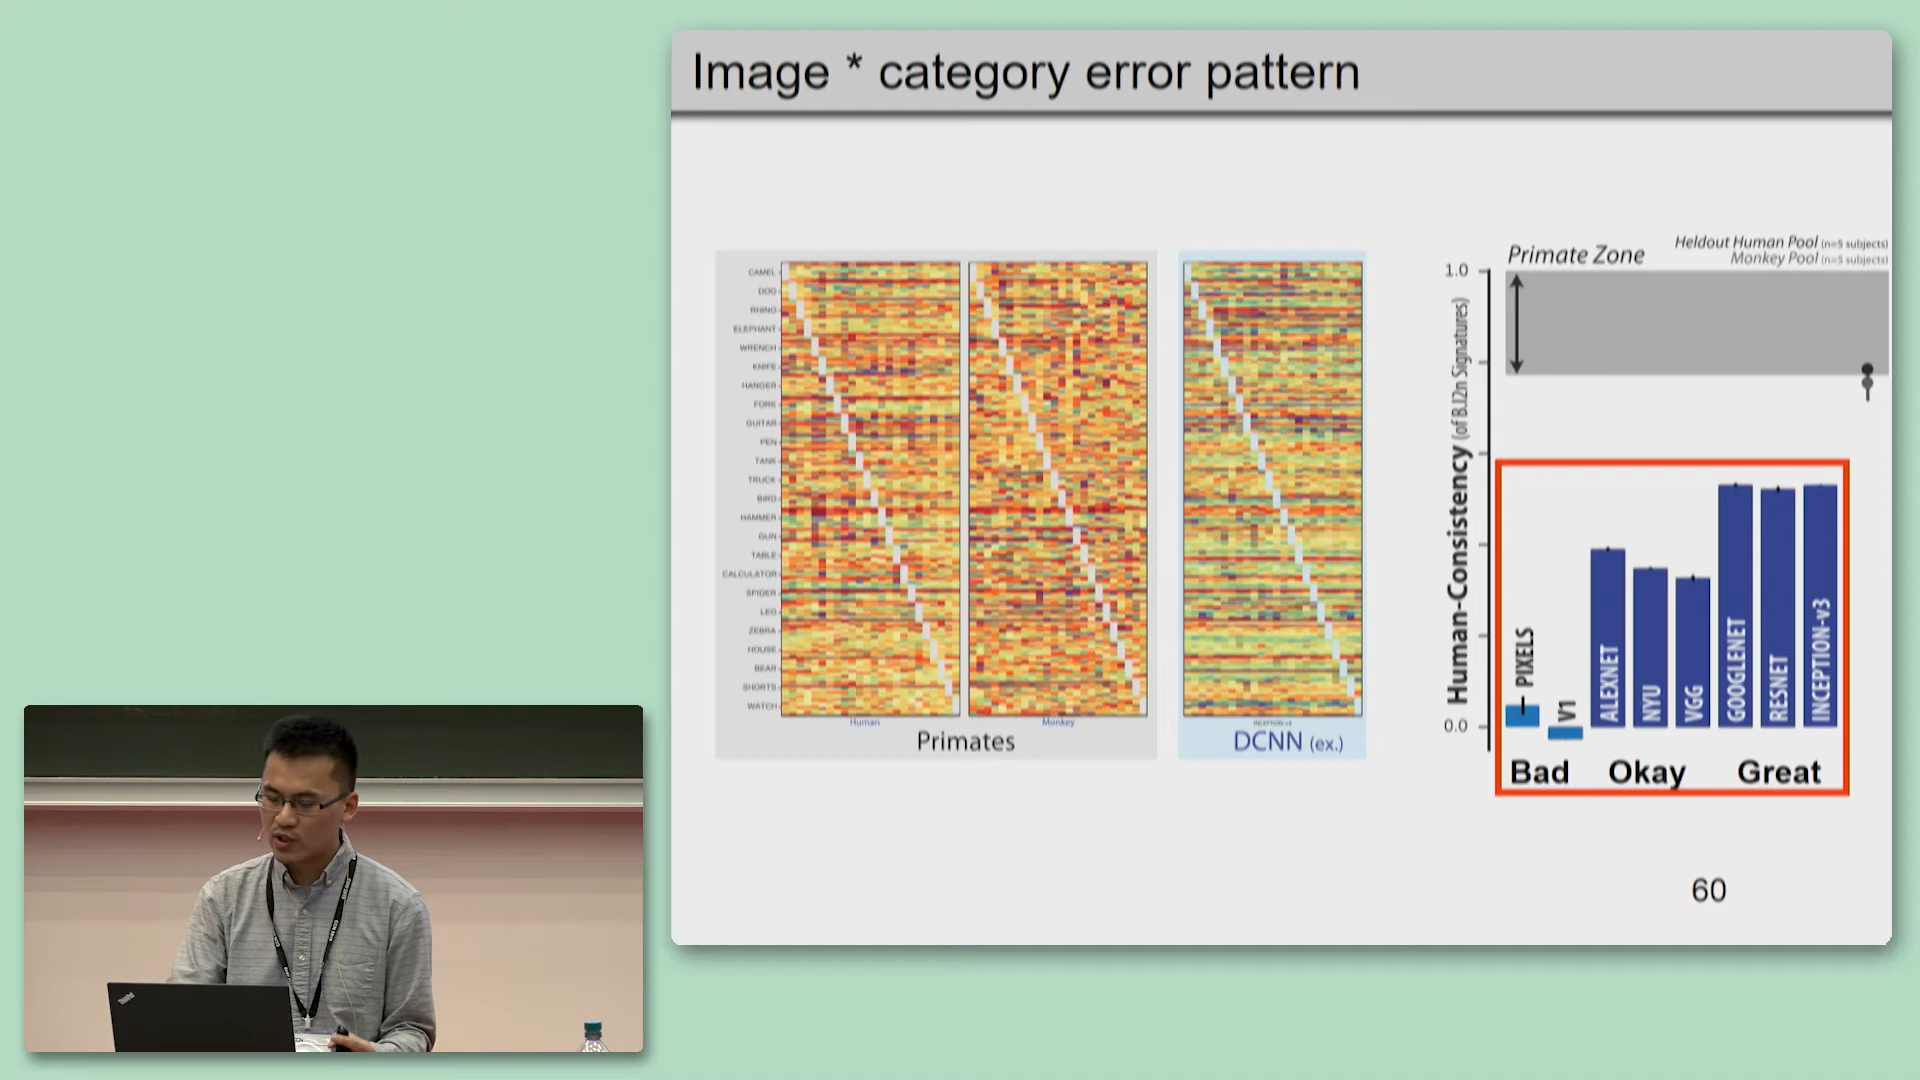 Image * category error pattern
CAMEL
DOG
RHINO
ELEPHANT
WRENCH
KNIFE
HANGER
FORK
GUITAR
PEN
TANK
TRUCK
BIRD
HAMMER
GUN
TABLE
CALCULATOR
SPIDER
LEG
ZEBRA
HOUSE
BEAR
SHORTS
WATCH
Human
Monkey
Primates
INCEPTION-v3
DCNN (ex.)
Primate Zone
Heldout Human Pool (n=5 subjects)
Monkey Pool (n=5 subjects)
1.0
0.0
Human-Consistency (of B.I2n Signatures)
PIXELS
V1
ALEXNET
NYU
VGG
GOOGLENET
RESNET
INCEPTION-v3
Bad Okay Great
60
ThinkPad